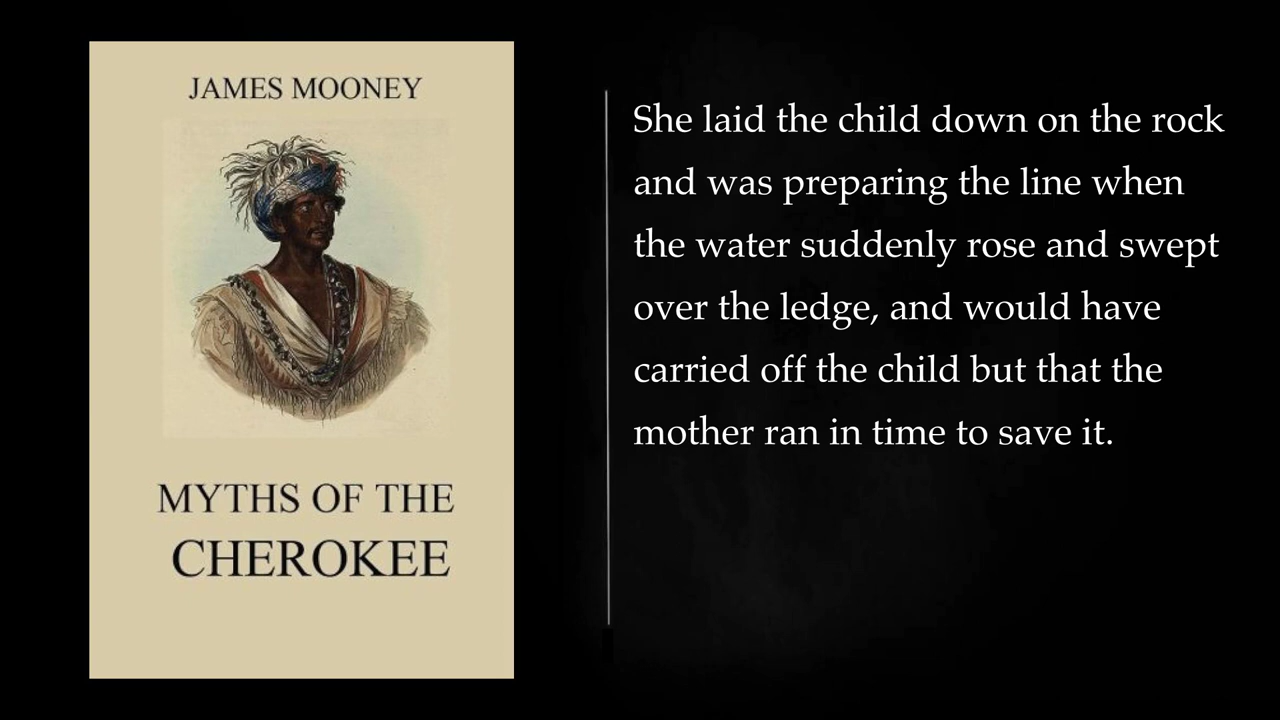 JAMES MOONEY
MYTHS OF THE
CHEROKEE
She laid the child down on the rock
and was preparing the line when
the water suddenly rose and swept
over the ledge, and would have
carried off the child but that the
mother ran in time to save it.